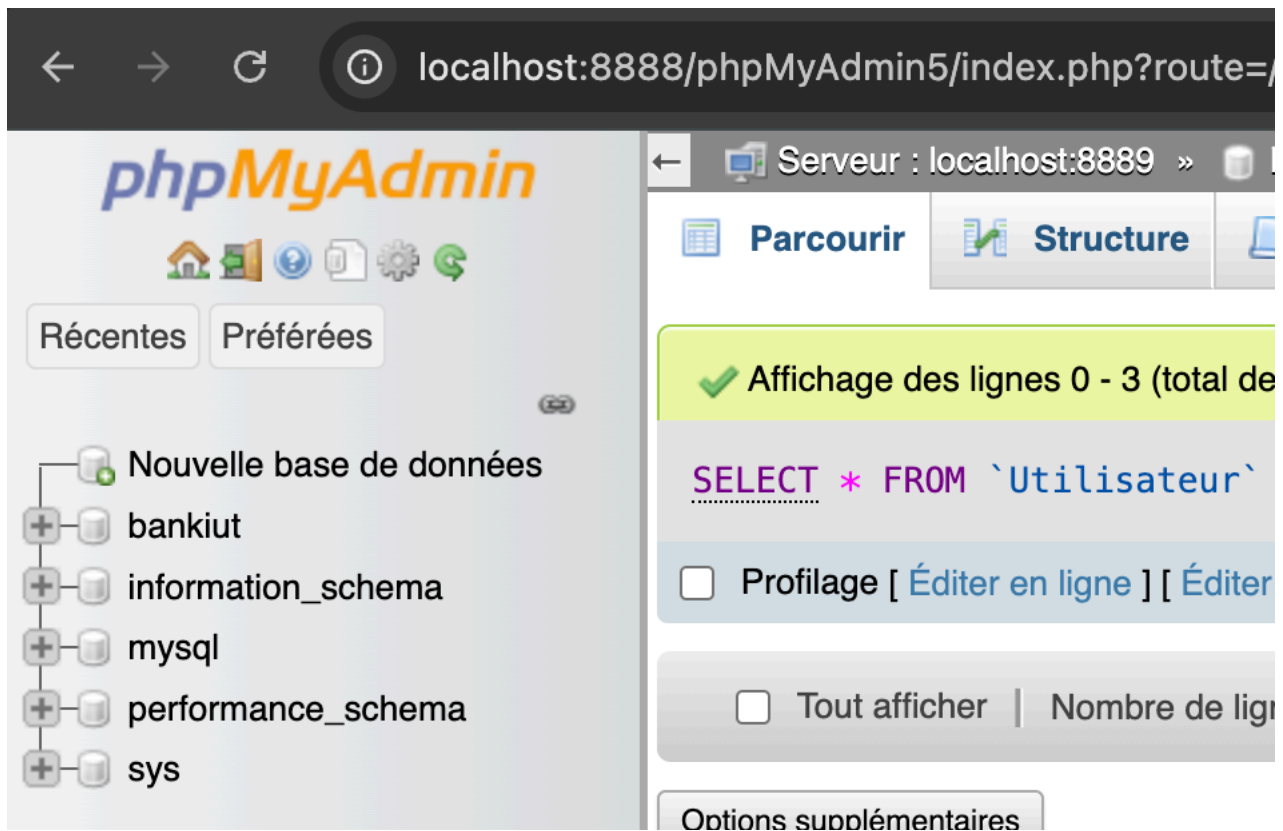 localhost:8888/phpMyAdmin5/index.php?route=/
phpMyAdmin
Récentes Préférées
Nouvelle base de données
bankiut
information_schema
mysql
performance_schema
sys
Serveur : localhost:8889 »
Parcourir Structure
Affichage des lignes 0 - 3 (total de
SELECT * FROM `Utilisateur`
Profilage [ Éditer en ligne ] [ Éditer
Tout afficher | Nombre de lig
Options supplémentaires